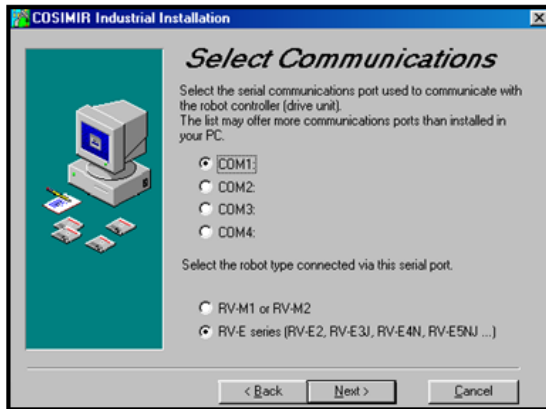 COSIMIR Industrial Installation
Select Communications
Select the serial communications port used to communicate with
the robot controller (drive unit).
The list may offer more communications ports than installed in
your PC.
COM1:
COM2:
COM3:
COM4:
Select the robot type connected via this serial port.
RV-M1 or RV-M2
RV-E series (RV-E2, RV-E3J, RV-E4N, RV-E5NJ ...)
< Back Next > Cancel